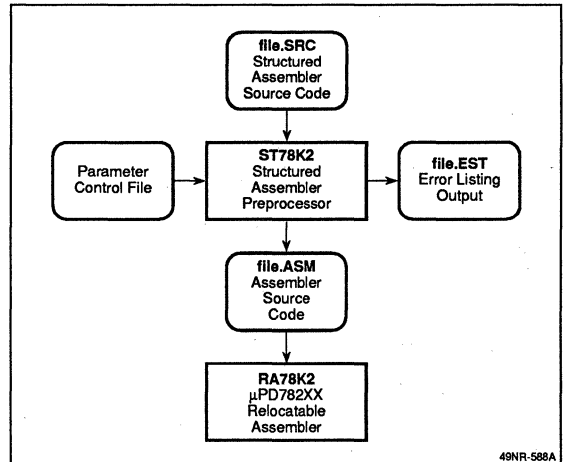 file.SRC
Structured
Assembler
Source Code
Parameter
Control File
ST78K2
Structured
Assembler
Preprocessor
file.EST
Error Listing
Output
file.ASM
Assembler
Source
Code
RA78K2
µPD782XX
Relocatable
Assembler
49NR-588A